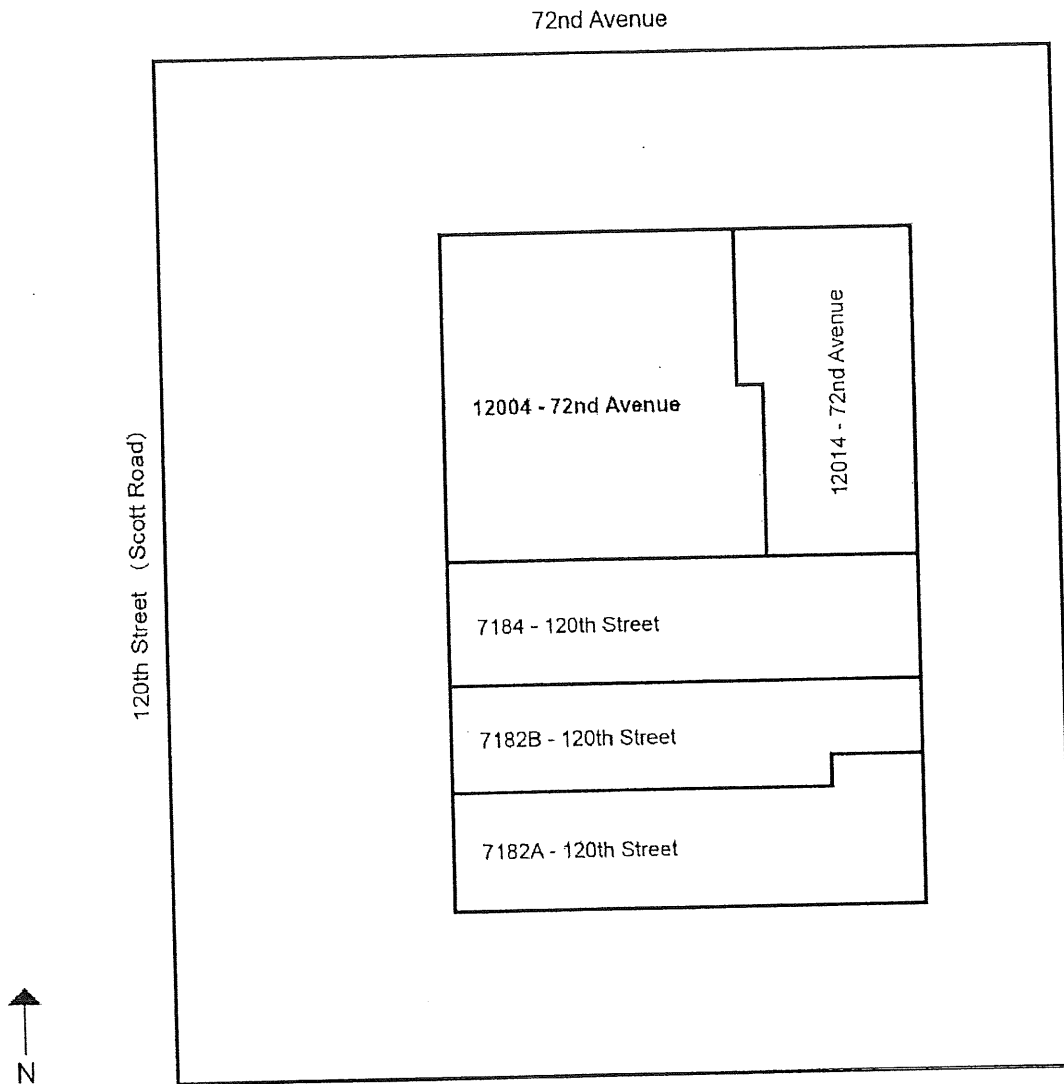 72nd Avenue
120th Street (Scott Road)
12004 - 72nd Avenue
12014 - 72nd Avenue
7184 - 120th Street
7182B - 120th Street
7182A - 120th Street
N